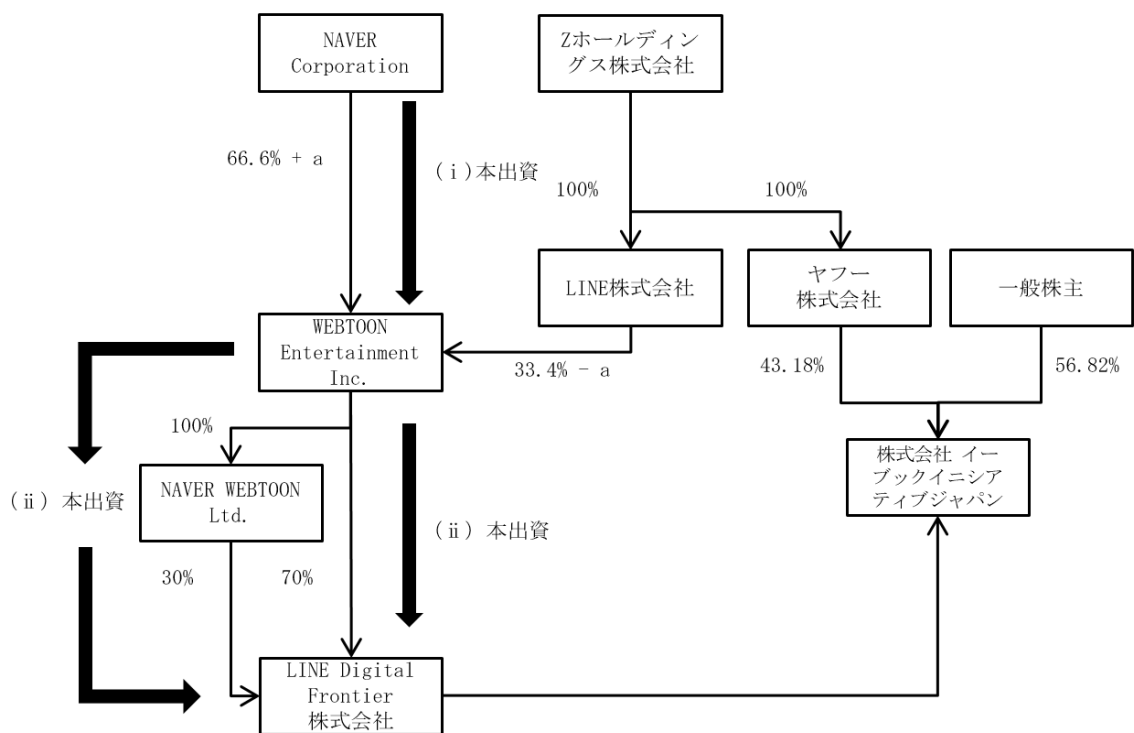 NAVER
Corporation
Zホールディン
グス株式会社
66.6% + a
(ⅰ)本出資
100%
100%
LINE株式会社
ヤフー
株式会社
一般株主
WEBTOON
Entertainment
Inc.
33.4% - a
43.18%
56.82%
100%
株式会社 イー
ブックイニシア
ティブジャパン
(ⅱ) 本出資
NAVER WEBTOON
Ltd.
(ⅱ) 本出資
30%
70%
LINE Digital
Frontier
株式会社